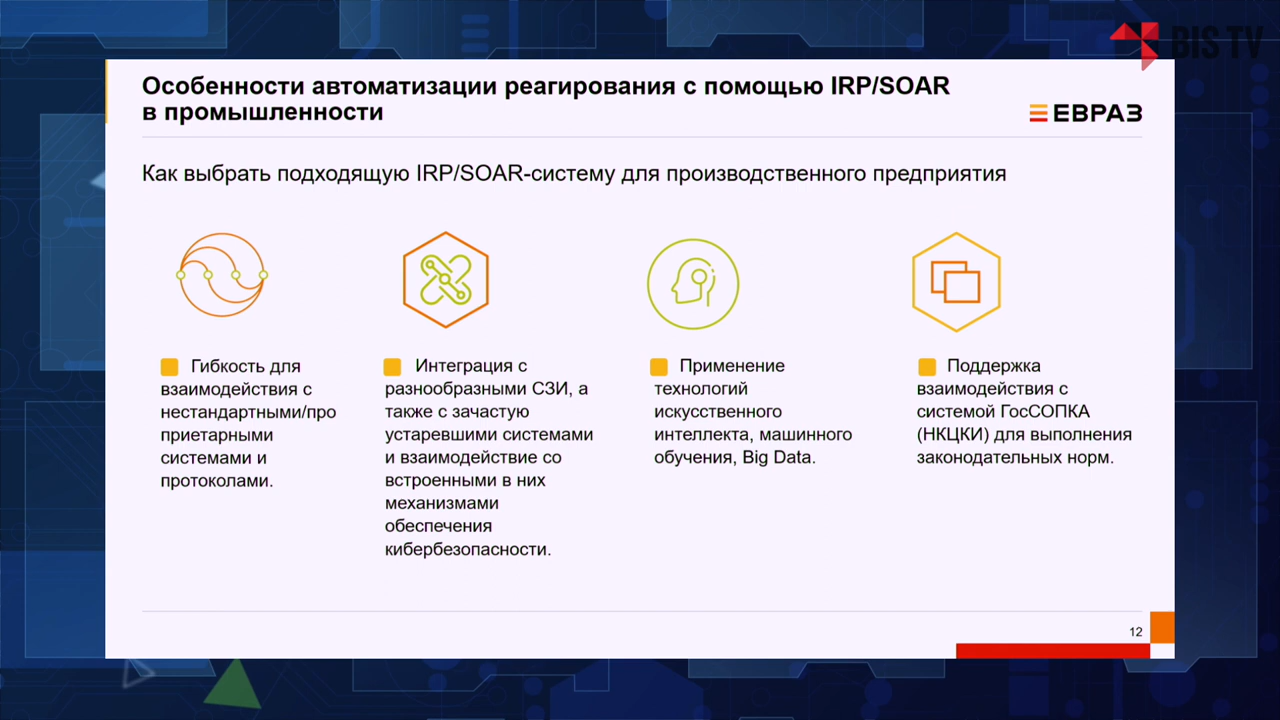 BIS TV
Особенности автоматизации реагирования с помощью IRP/SOAR
в промышленности
ЕВРАЗ
Как выбрать подходящую IRP/SOAR-систему для производственного предприятия
Гибкость для
взаимодействия с
нестандартными/про
приетарными
системами и
протоколами.
Интеграция с
разнообразными СЗИ, а
также с зачастую
устаревшими системами
и взаимодействие со
встроенными в них
механизмами
обеспечения
кибербезопасности.
Применение
технологий
искусственного
интеллекта, машинного
обучения, Big Data.
Поддержка
взаимодействия с
системой ГосСОПКА
(НКЦКИ) для выполнения
законодательных норм.
12